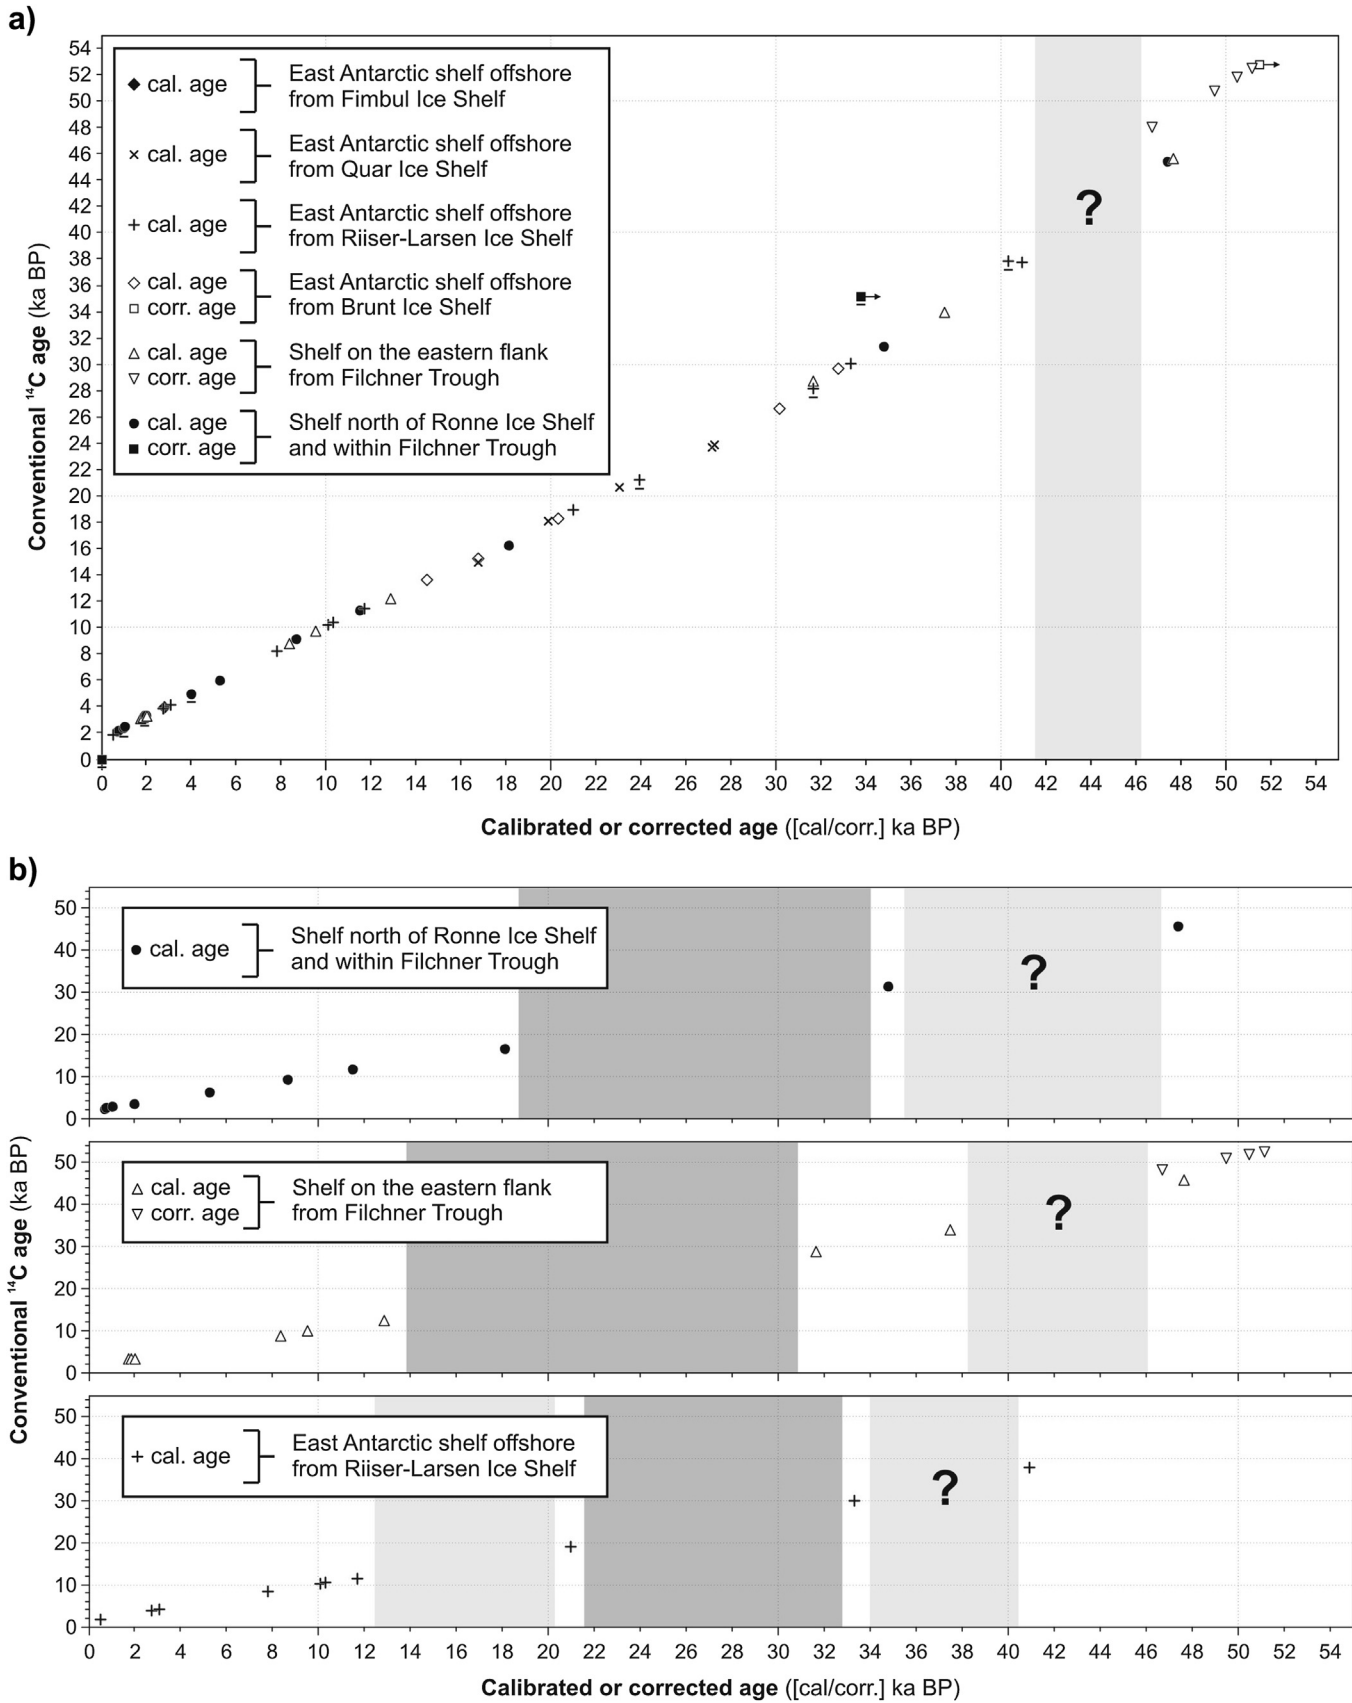 a)
Conventional ¹⁴C age (ka BP)
54
52
50
48
46
44
42
40
38
36
34
32
30
28
26
24
22
20
18
16
14
12
10
8
6
4
2
0
cal. age
East Antarctic shelf offshore
from Fimbul Ice Shelf
cal. age
East Antarctic shelf offshore
from Quar Ice Shelf
cal. age
East Antarctic shelf offshore
from Riiser-Larsen Ice Shelf
cal. age
corr. age
East Antarctic shelf offshore
from Brunt Ice Shelf
cal. age
corr. age
Shelf on the eastern flank
from Filchner Trough
cal. age
corr. age
Shelf north of Ronne Ice Shelf
and within Filchner Trough
?
0 2 4 6 8 10 12 14 16 18 20 22 24 26 28 30 32 34 36 38 40 42 44 46 48 50 52 54
Calibrated or corrected age ([cal/corr.] ka BP)
b)
Conventional ¹⁴C age (ka BP)
50
40
30
20
10
0
cal. age
Shelf north of Ronne Ice Shelf
and within Filchner Trough
?
50
40
30
20
10
0
cal. age
corr. age
Shelf on the eastern flank
from Filchner Trough
?
50
40
30
20
10
0
cal. age
East Antarctic shelf offshore
from Riiser-Larsen Ice Shelf
?
0 2 4 6 8 10 12 14 16 18 20 22 24 26 28 30 32 34 36 38 40 42 44 46 48 50 52 54
Calibrated or corrected age ([cal/corr.] ka BP)